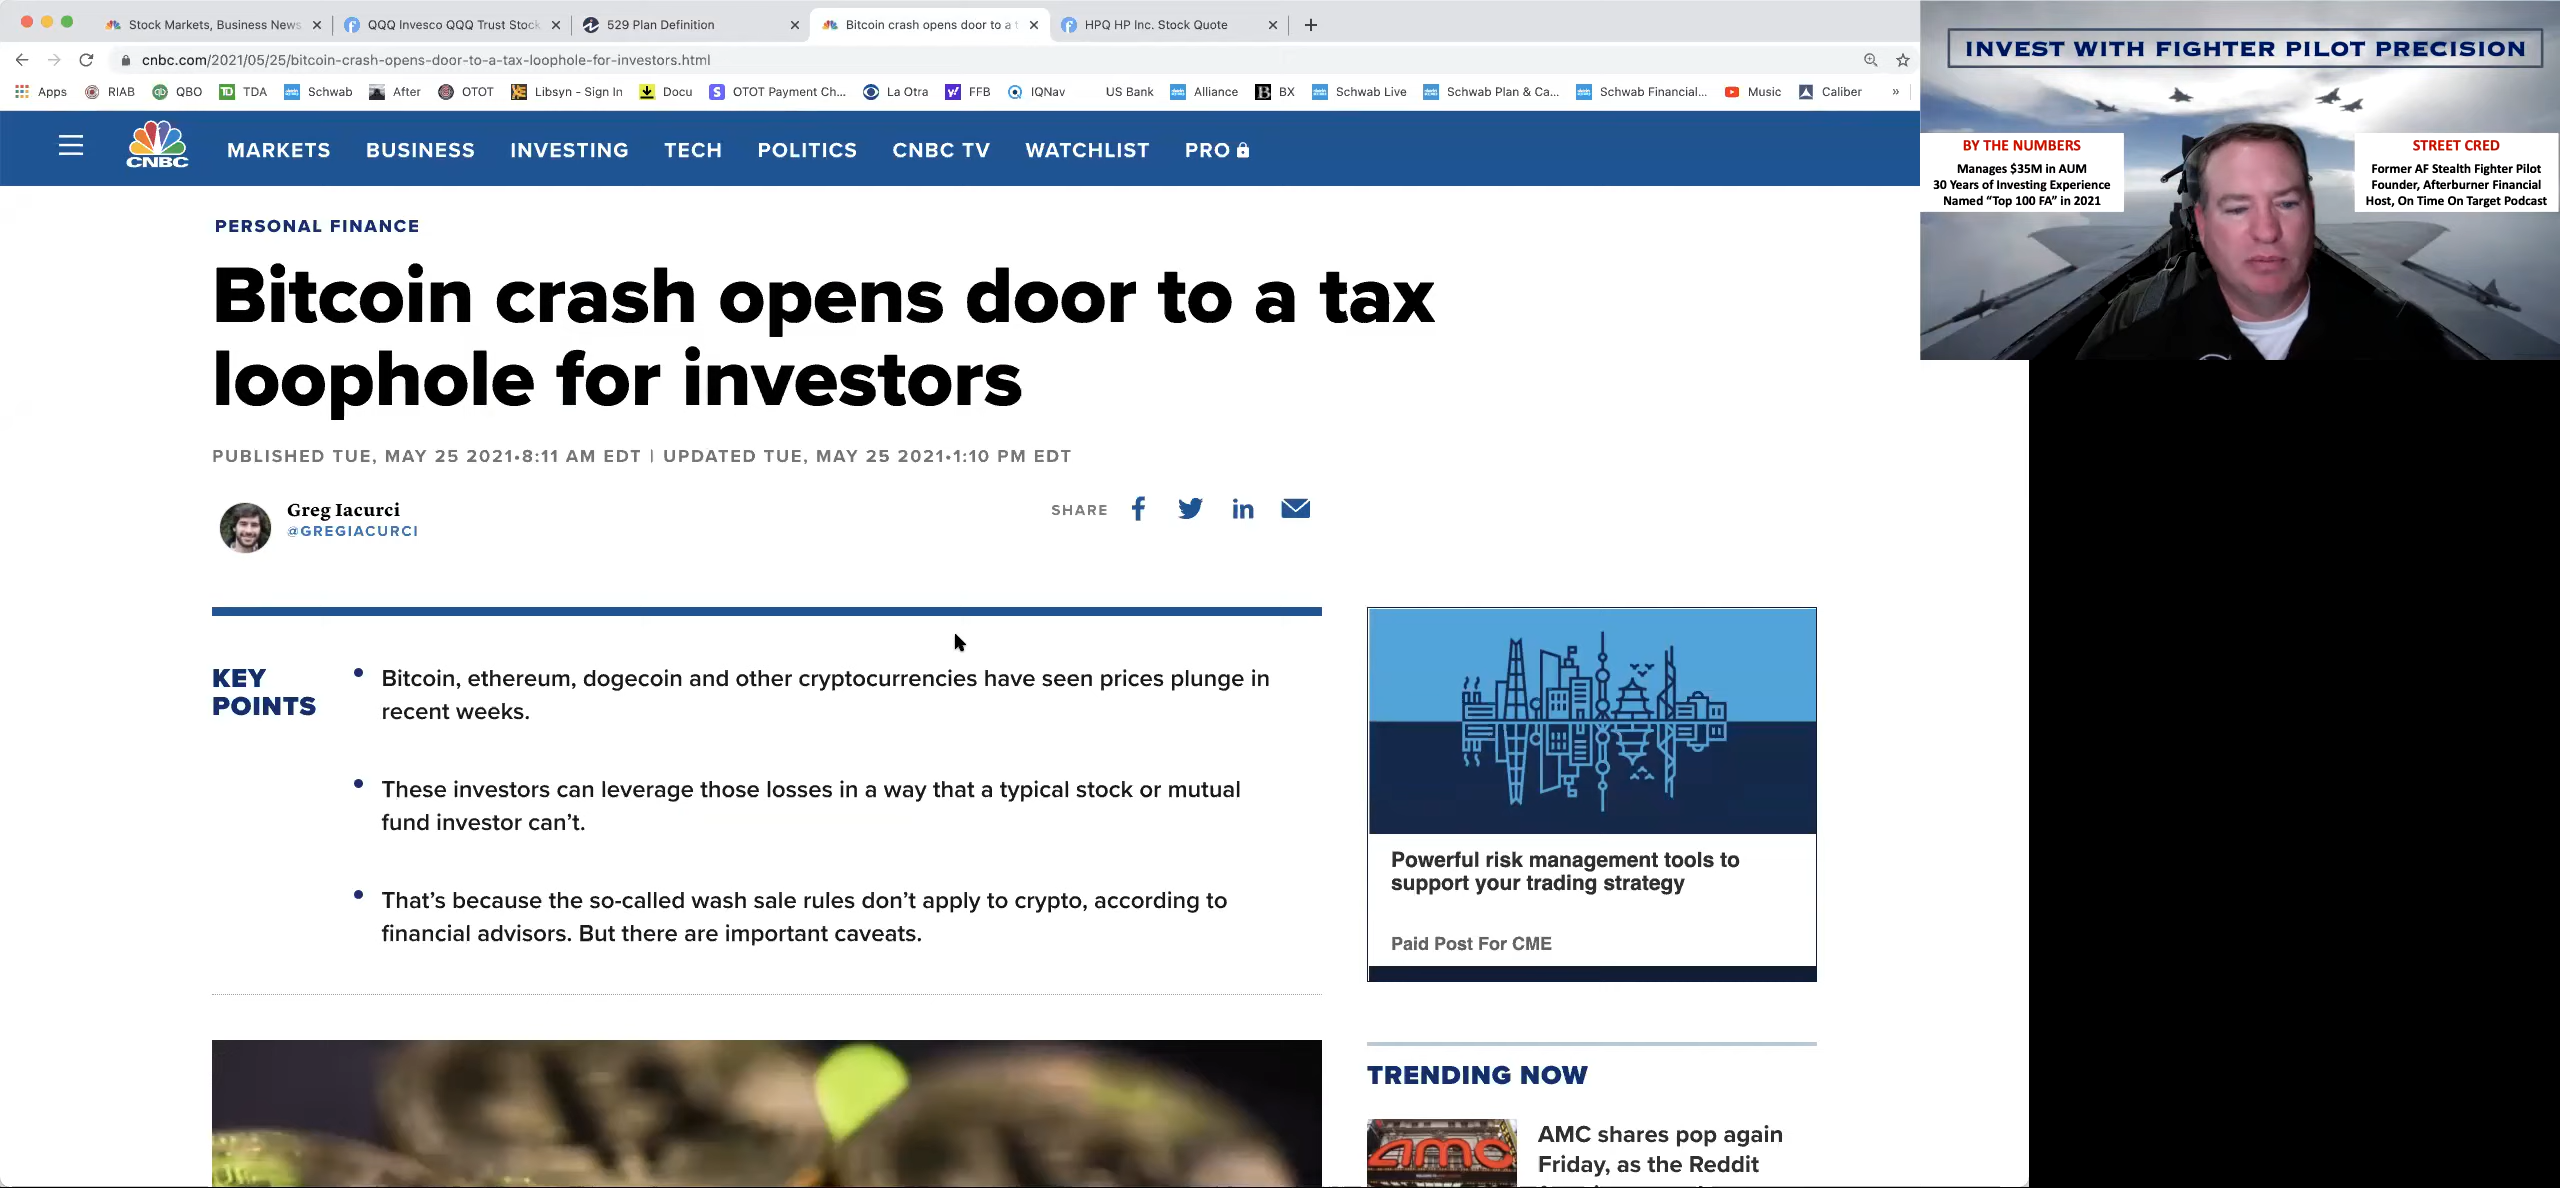 Stock Markets, Business News
QQQ Invesco QQQ Trust Stock
529 Plan Definition
Bitcoin crash opens door to a t
HPQ HP Inc. Stock Quote
cnbc.com/2021/05/25/bitcoin-crash-opens-door-to-a-tax-loophole-for-investors.html
Apps RIAB QBO TDA Schwab After OTOT Libsyn - Sign In Docu OTOT Payment Ch... La Otra FFB IQNav US Bank Alliance BX Schwab Live Schwab Plan & Ca... Schwab Financial... Music Caliber »
INVEST WITH FIGHTER PILOT PRECISION
BY THE NUMBERS
Manages $35M in AUM
30 Years of Investing Experience
Named “Top 100 FA” in 2021
STREET CRED
Former AF Stealth Fighter Pilot
Founder, Afterburner Financial
Host, On Time On Target Podcast
CNBC
MARKETS BUSINESS INVESTING TECH POLITICS CNBC TV WATCHLIST PRO
PERSONAL FINANCE
Bitcoin crash opens door to a tax
loophole for investors
PUBLISHED TUE, MAY 25 2021•8:11 AM EDT | UPDATED TUE, MAY 25 2021•1:10 PM EDT
Greg Iacurci
@GREGIACURCI
SHARE
KEY
POINTS
Bitcoin, ethereum, dogecoin and other cryptocurrencies have seen prices plunge in
recent weeks.
These investors can leverage those losses in a way that a typical stock or mutual
fund investor can’t.
That’s because the so-called wash sale rules don’t apply to crypto, according to
financial advisors. But there are important caveats.
Powerful risk management tools to
support your trading strategy
Paid Post For CME
TRENDING NOW
amc
AMC shares pop again
Friday, as the Reddit